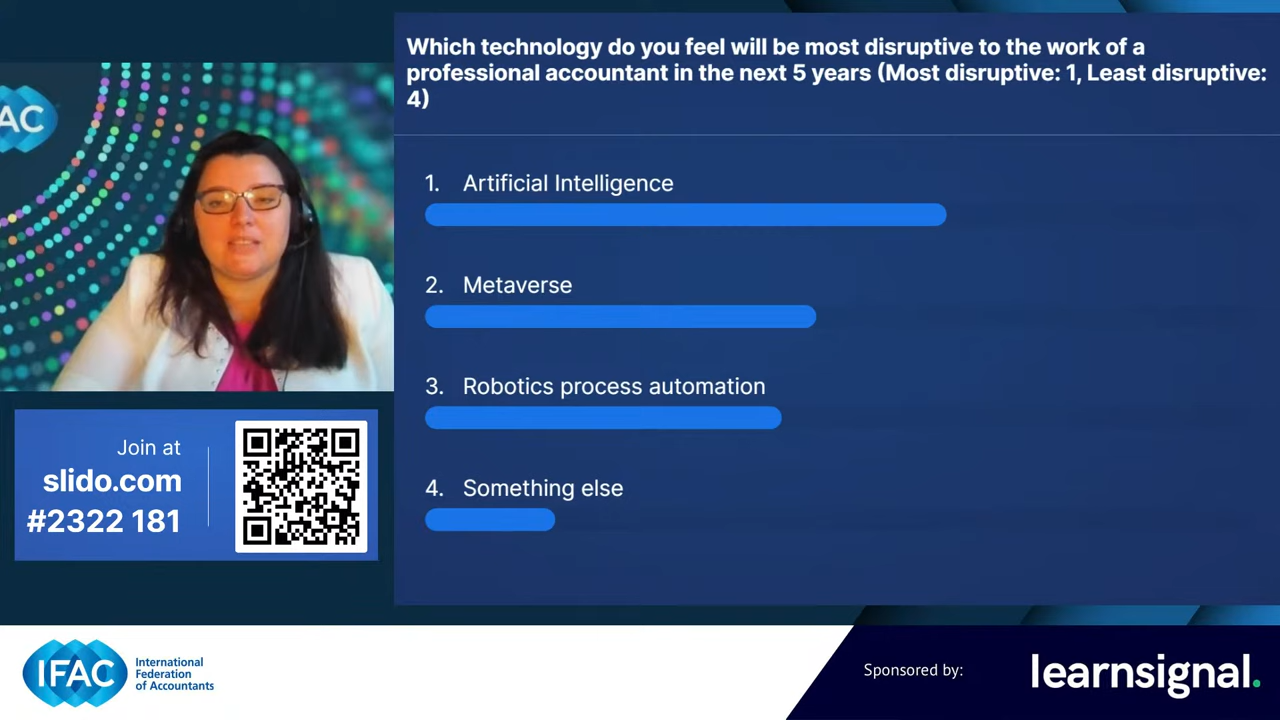 Which technology do you feel will be most disruptive to the work of a
professional accountant in the next 5 years (Most disruptive: 1, Least disruptive:
4)
AC
1. Artificial Intelligence
2. Metaverse
3. Robotics process automation
4. Something else
Join at
slido.com
#2322 181
IFAC
International
Federation
of Accountants
Sponsored by:
learnsignal.